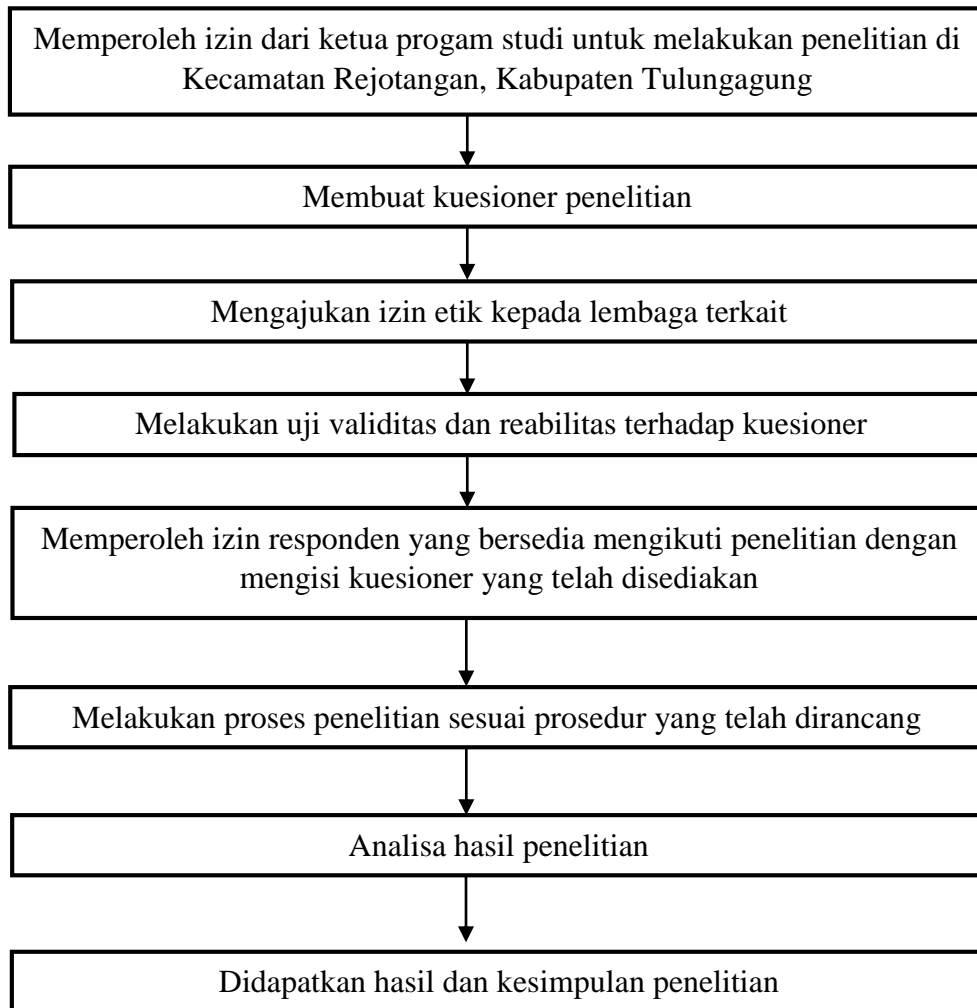 Memperoleh izin dari ketua progam studi untuk melakukan penelitian di
Kecamatan Rejotangan, Kabupaten Tulungagung
Membuat kuesioner penelitian
Mengajukan izin etik kepada lembaga terkait
Melakukan uji validitas dan reabilitas terhadap kuesioner
Memperoleh izin responden yang bersedia mengikuti penelitian dengan
mengisi kuesioner yang telah disediakan
Melakukan proses penelitian sesuai prosedur yang telah dirancang
Analisa hasil penelitian
Didapatkan hasil dan kesimpulan penelitian